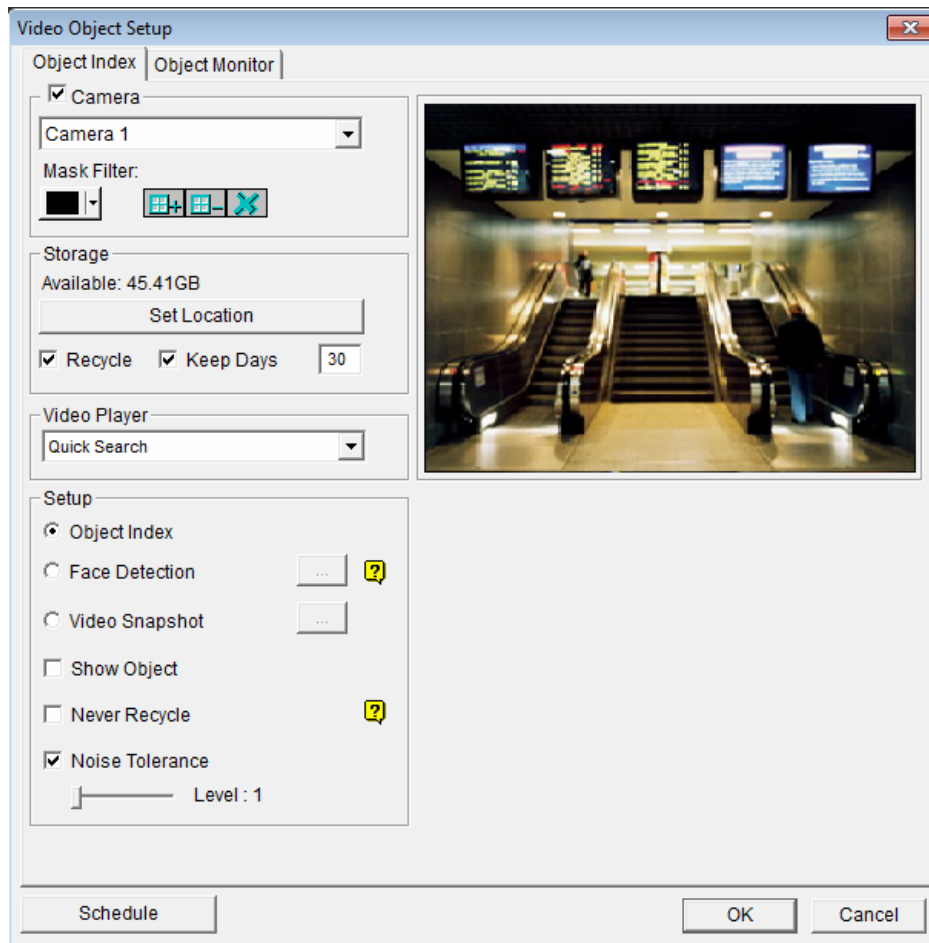 Video Object Setup
Object Index
Object Monitor
Camera
Camera 1
Mask Filter:
Storage
Available: 45.41GB
Set Location
Recycle
Keep Days
30
Video Player
Quick Search
Setup
Object Index
Face Detection
...
?
Video Snapshot
...
Show Object
Never Recycle
?
Noise Tolerance
Level : 1
Schedule
OK
Cancel